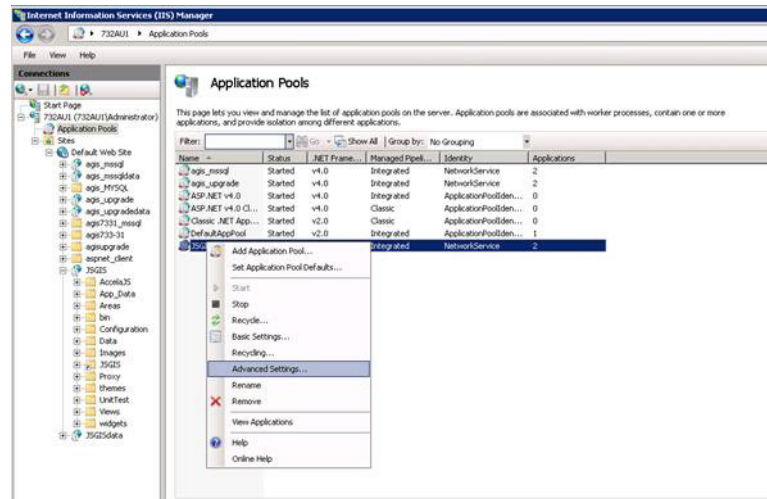 Internet Information Services (IIS) Manager
732AU1 Application Pools
File View Help
Connections
Start Page
732AU1 (732AU1\Administrator)
Application Pools
Sites
Default Web Site
agis_mssql
agis_mssqldata
agis_MYSQL
agis_upgrade
agis_upgradedata
agis7331_mssql
agis733-31
agisupgrade
aspnet_client
JSGIS
AccelaJS
App_Data
Areas
bin
Configuration
Data
Images
JSGIS
Proxy
themes
UnitTest
Views
widgets
JSGISdata
Application Pools
This page lets you view and manage the list of application pools on the server. Application pools are associated with worker processes, contain one or more
applications, and provide isolation among different applications.
Filter: Go Show All Group by: No Grouping
Name Status .NET Frame... Managed Pipeli... Identity Applications
agis_mssql Started v4.0 Integrated NetworkService 2
agis_upgrade Started v4.0 Integrated NetworkService 2
ASP.NET v4.0 Started v4.0 Integrated ApplicationPoolIden... 0
ASP.NET v4.0 Cl... Started v4.0 Classic ApplicationPoolIden... 0
Classic .NET App... Started v2.0 Classic ApplicationPoolIden... 0
DefaultAppPool Started v2.0 Integrated ApplicationPoolIden... 1
Integrated NetworkService 2
Add Application Pool...
Set Application Pool Defaults...
Start
Stop
Recycle...
Basic Settings...
Recycling...
Advanced Settings...
Rename
Remove
View Applications
Help
Online Help